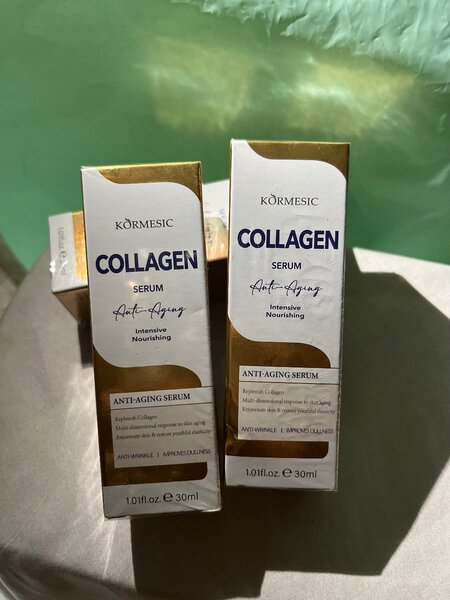 KORMESIC
COLLAGEN
SERUM
Anti-Aging
Intensive
Nourishing
ANTI-AGING SERUM
Replenish Collagen
Multi-dimensional response to skin aging
Rejuvenate skin & restore youthful elasticity
ANTI-WRINKLE | IMPROVES DULLNESS
1.01fl.oz. e 30ml
KORMESIC
COLLAGEN
SERUM
Anti-Aging
Intensive
Nourishing
ANTI-AGING SERUM
Replenish Collagen
Multi-dimensional response to skin aging
Rejuvenate skin & restore youthful elasticity
ANTI-WRINKLE | IMPROVES DULLNESS
1.01fl.oz. e 30ml